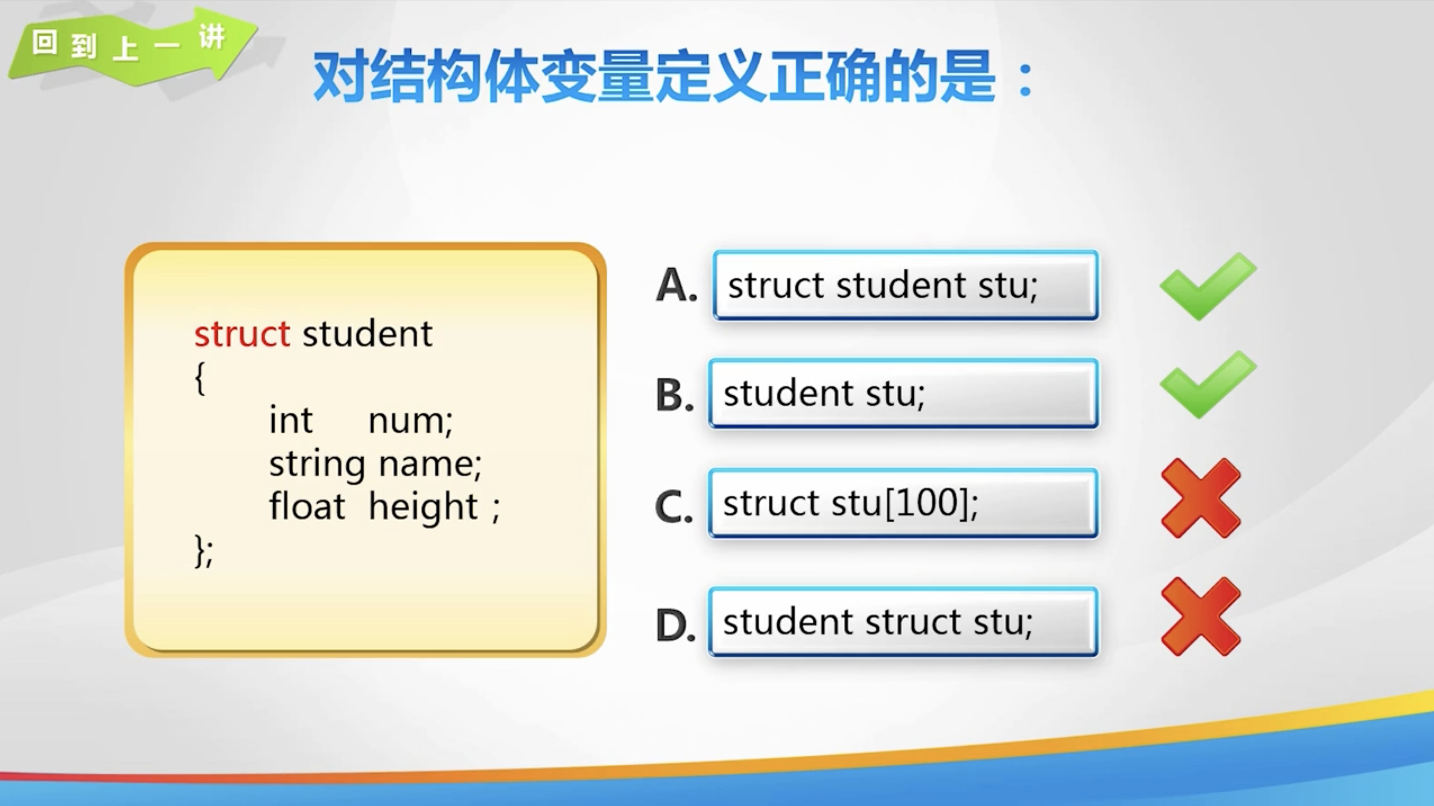 回到上一讲
对结构体变量定义正确的是：
struct student
{
int num;
string name;
float height ;
};
A. struct student stu;
B. student stu;
C. struct stu[100];
D. student struct stu;